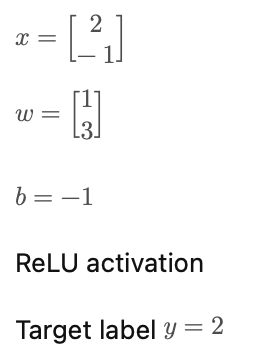 x = [2
-1]
w = [1
3]
b = -1
ReLU activation
Target label y = 2